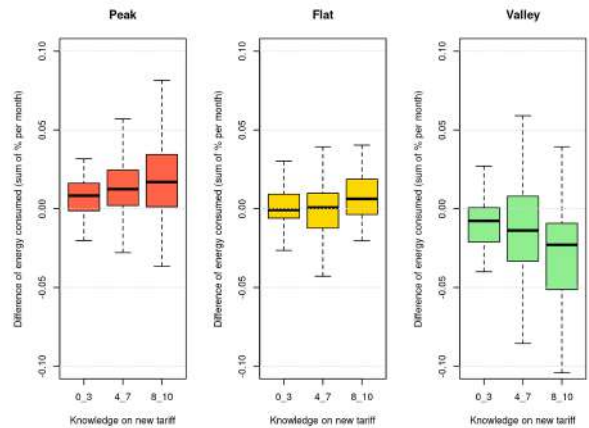 Peak
Difference of energy consumed (sum of % per month)
0.10
0.05
0.00
-0.05
-0.10
0_3 4_7 8_10
Knowledge on new tariff
Flat
Difference of energy consumed (sum of % per month)
0.10
0.05
0.00
-0.05
-0.10
0_3 4_7 8_10
Knowledge on new tariff
Valley
Difference of energy consumed (sum of % per month)
0.10
0.05
0.00
-0.05
-0.10
0_3 4_7 8_10
Knowledge on new tariff